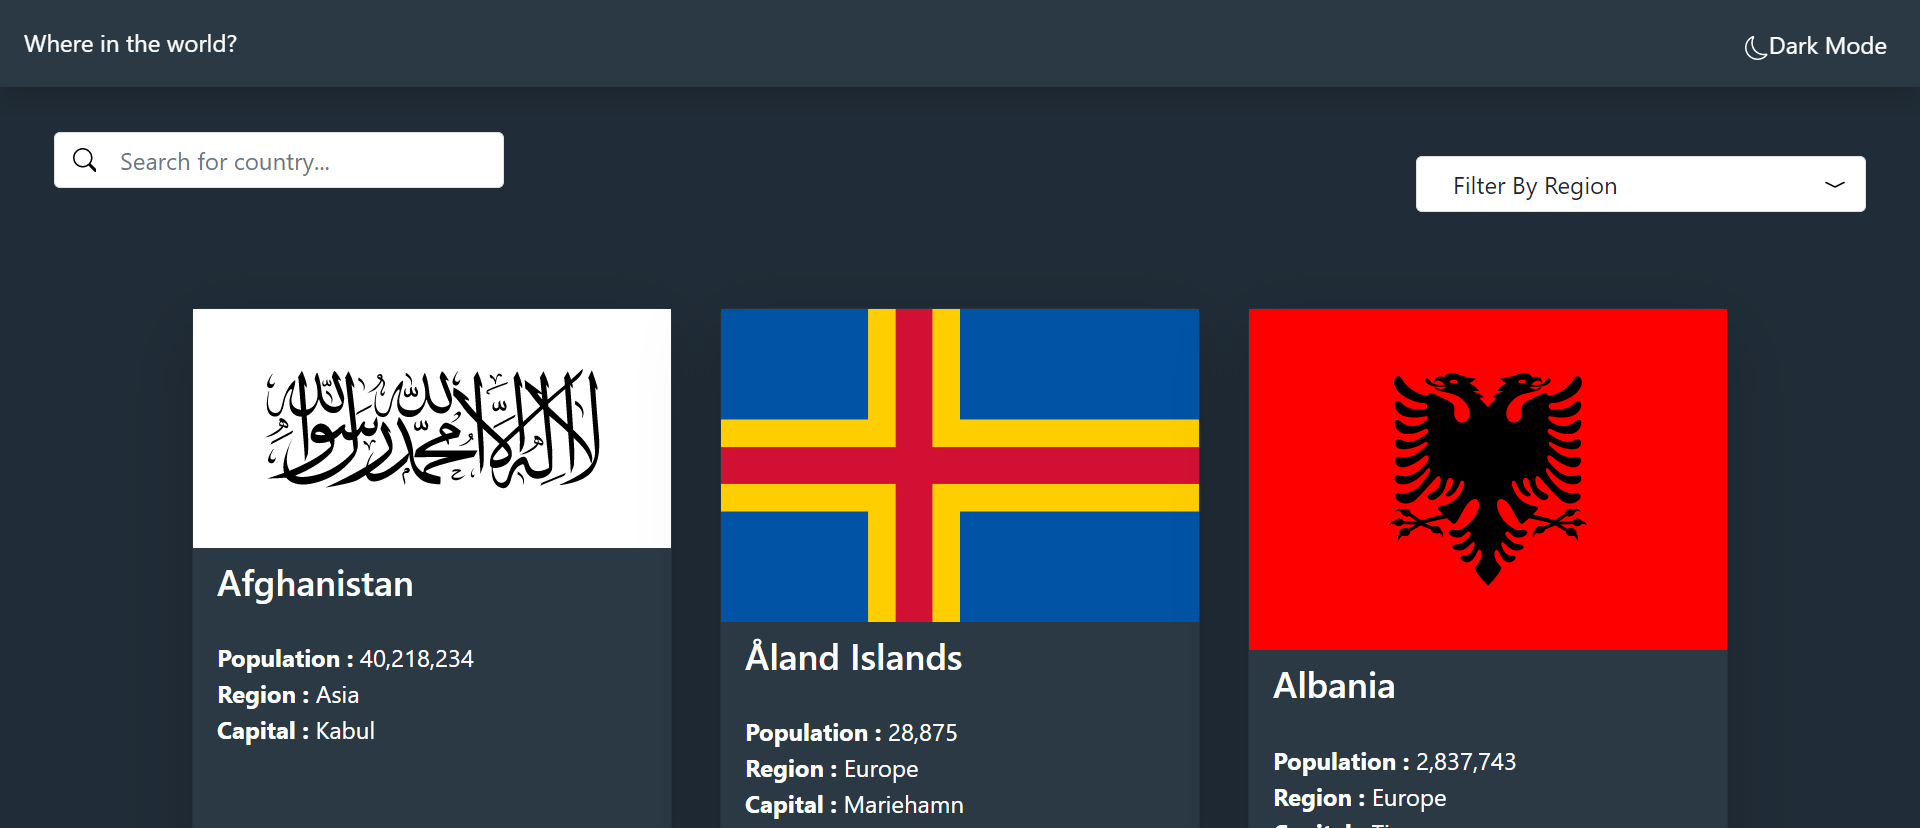 Where in the world?
Dark Mode
Search for country...
Filter By Region
لا إله إلا الله محمد رسول الله
Afghanistan
Population : 40,218,234
Region : Asia
Capital : Kabul
Åland Islands
Population : 28,875
Region : Europe
Capital : Mariehamn
Albania
Population : 2,837,743
Region : Europe